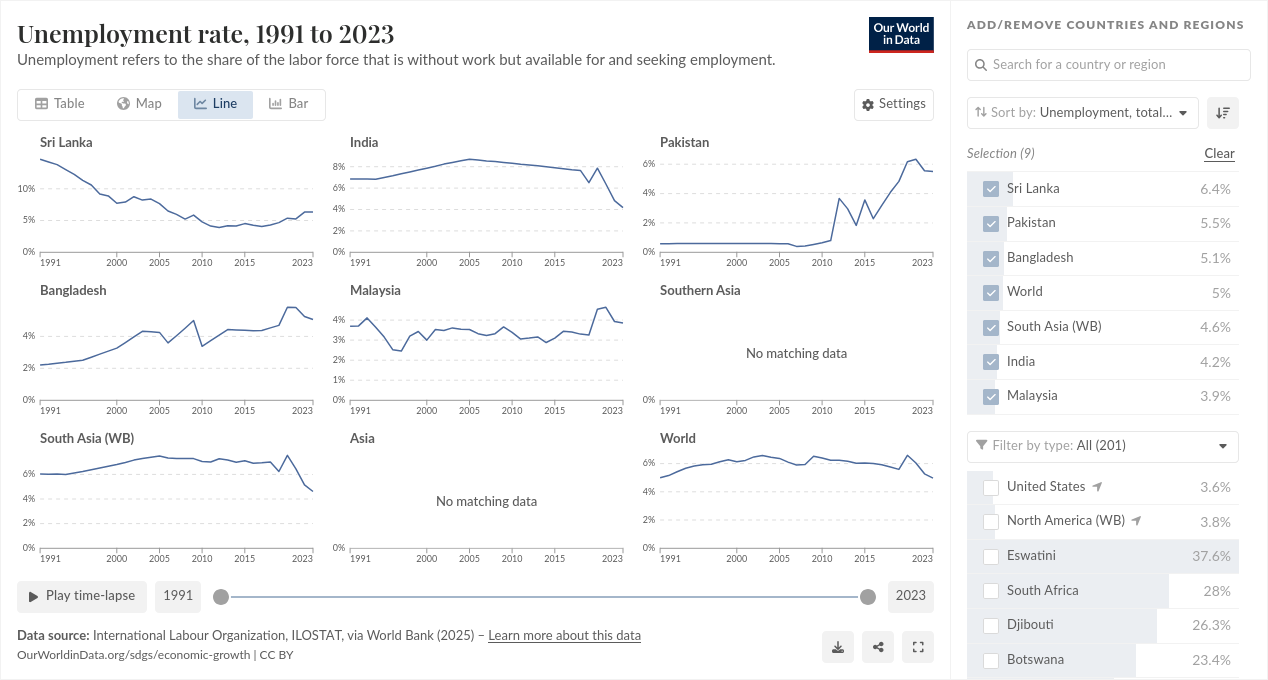 Unemployment rate, 1991 to 2023
Unemployment refers to the share of the labor force that is without work but available for and seeking employment.
Our World
in Data
Table Map Line Bar
Settings
Sri Lanka
10%
5%
0%
1991 2000 2005 2010 2015 2023
India
8%
6%
4%
2%
0%
1991 2000 2005 2010 2015 2023
Pakistan
6%
4%
2%
0%
1991 2000 2005 2010 2015 2023
Bangladesh
4%
2%
0%
1991 2000 2005 2010 2015 2023
Malaysia
4%
3%
2%
1%
0%
1991 2000 2005 2010 2015 2023
Southern Asia
No matching data
0%
1991 2000 2005 2010 2015 2023
South Asia (WB)
6%
4%
2%
0%
1991 2000 2005 2010 2015 2023
Asia
No matching data
0%
1991 2000 2005 2010 2015 2023
World
6%
4%
2%
0%
1991 2000 2005 2010 2015 2023
Play time-lapse 1991 2023
Data source: International Labour Organization, ILOSTAT, via World Bank (2025) – Learn more about this data
OurWorldinData.org/sdgs/economic-growth | CC BY
ADD/REMOVE COUNTRIES AND REGIONS
Search for a country or region
Sort by: Unemployment, total...
Selection (9) Clear
Sri Lanka 6.4%
Pakistan 5.5%
Bangladesh 5.1%
World 5%
South Asia (WB) 4.6%
India 4.2%
Malaysia 3.9%
Filter by type: All (201)
United States 3.6%
North America (WB) 3.8%
Eswatini 37.6%
South Africa 28%
Djibouti 26.3%
Botswana 23.4%